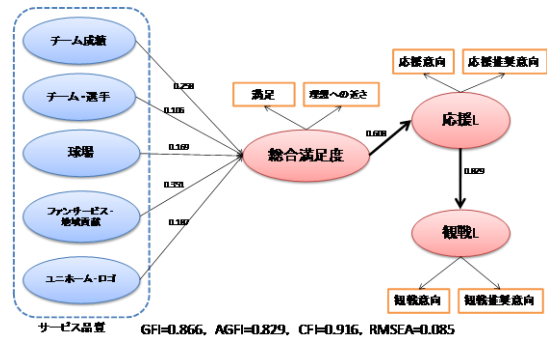 チーム成績
チーム・選手
球場
ファンサービス・
地域貢献
ユニホーム・ロゴ
サービス品質
0.258
0.106
0.169
0.351
0.187
満足
理想への近さ
総合満足度
0.608
応援意向
応援推奨意向
応援L
0.829
観戦L
観戦意向
観戦推奨意向
GFI=0.866, AGFI=0.829, CFI=0.916, RMSEA=0.085